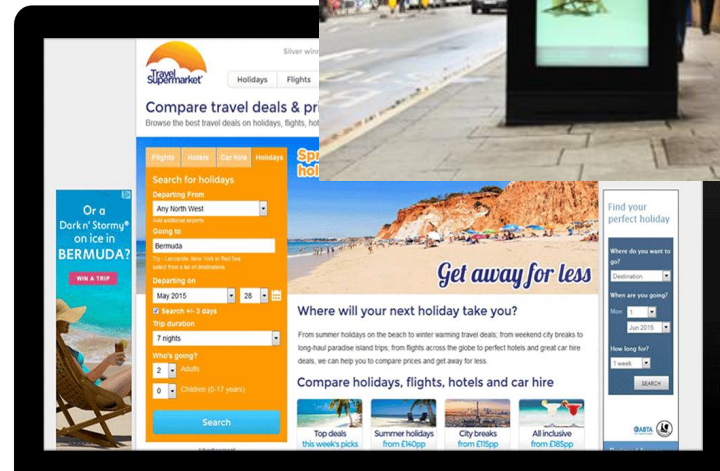 Travel
Supermarket
Silver winn
Holidays
Flights
Compare travel deals & pri
Browse the best travel deals on holidays, flights, hot
Flights
Hotels
Car hire
Holidays
Spr
hol
Search for holidays
Departing From
Any North West
Add additional airports
Going to
Bermuda
Try - Lanzarote, New York or Red Sea
select from a list of destinations
Departing on
May 2015
28
Search +/- 3 days
Trip duration
7 nights
Who's going?
2
Adults
0
Children (0-17 years)
Search
Or a
Dark n' Stormy®
on ice in
BERMUDA?
WIN A TRIP
Get away for less
Where will your next holiday take you?
From summer holidays on the beach to winter warming travel deals; from weekend city breaks to
long-haul paradise island trips, from flights across the globe to perfect hotels and great car hire
deals, we can help you to compare prices and get away for less.
Compare holidays, flights, hotels and car hire
Top deals
this week's picks
Summer holidays
from £140pp
City breaks
from £115pp
All inclusive
from £185pp
Find your
perfect holiday
Where do you want to
go?
Destination
When are you going?
Mon
1
Jun 2015
How long for?
1 week
SEARCH
ABTA